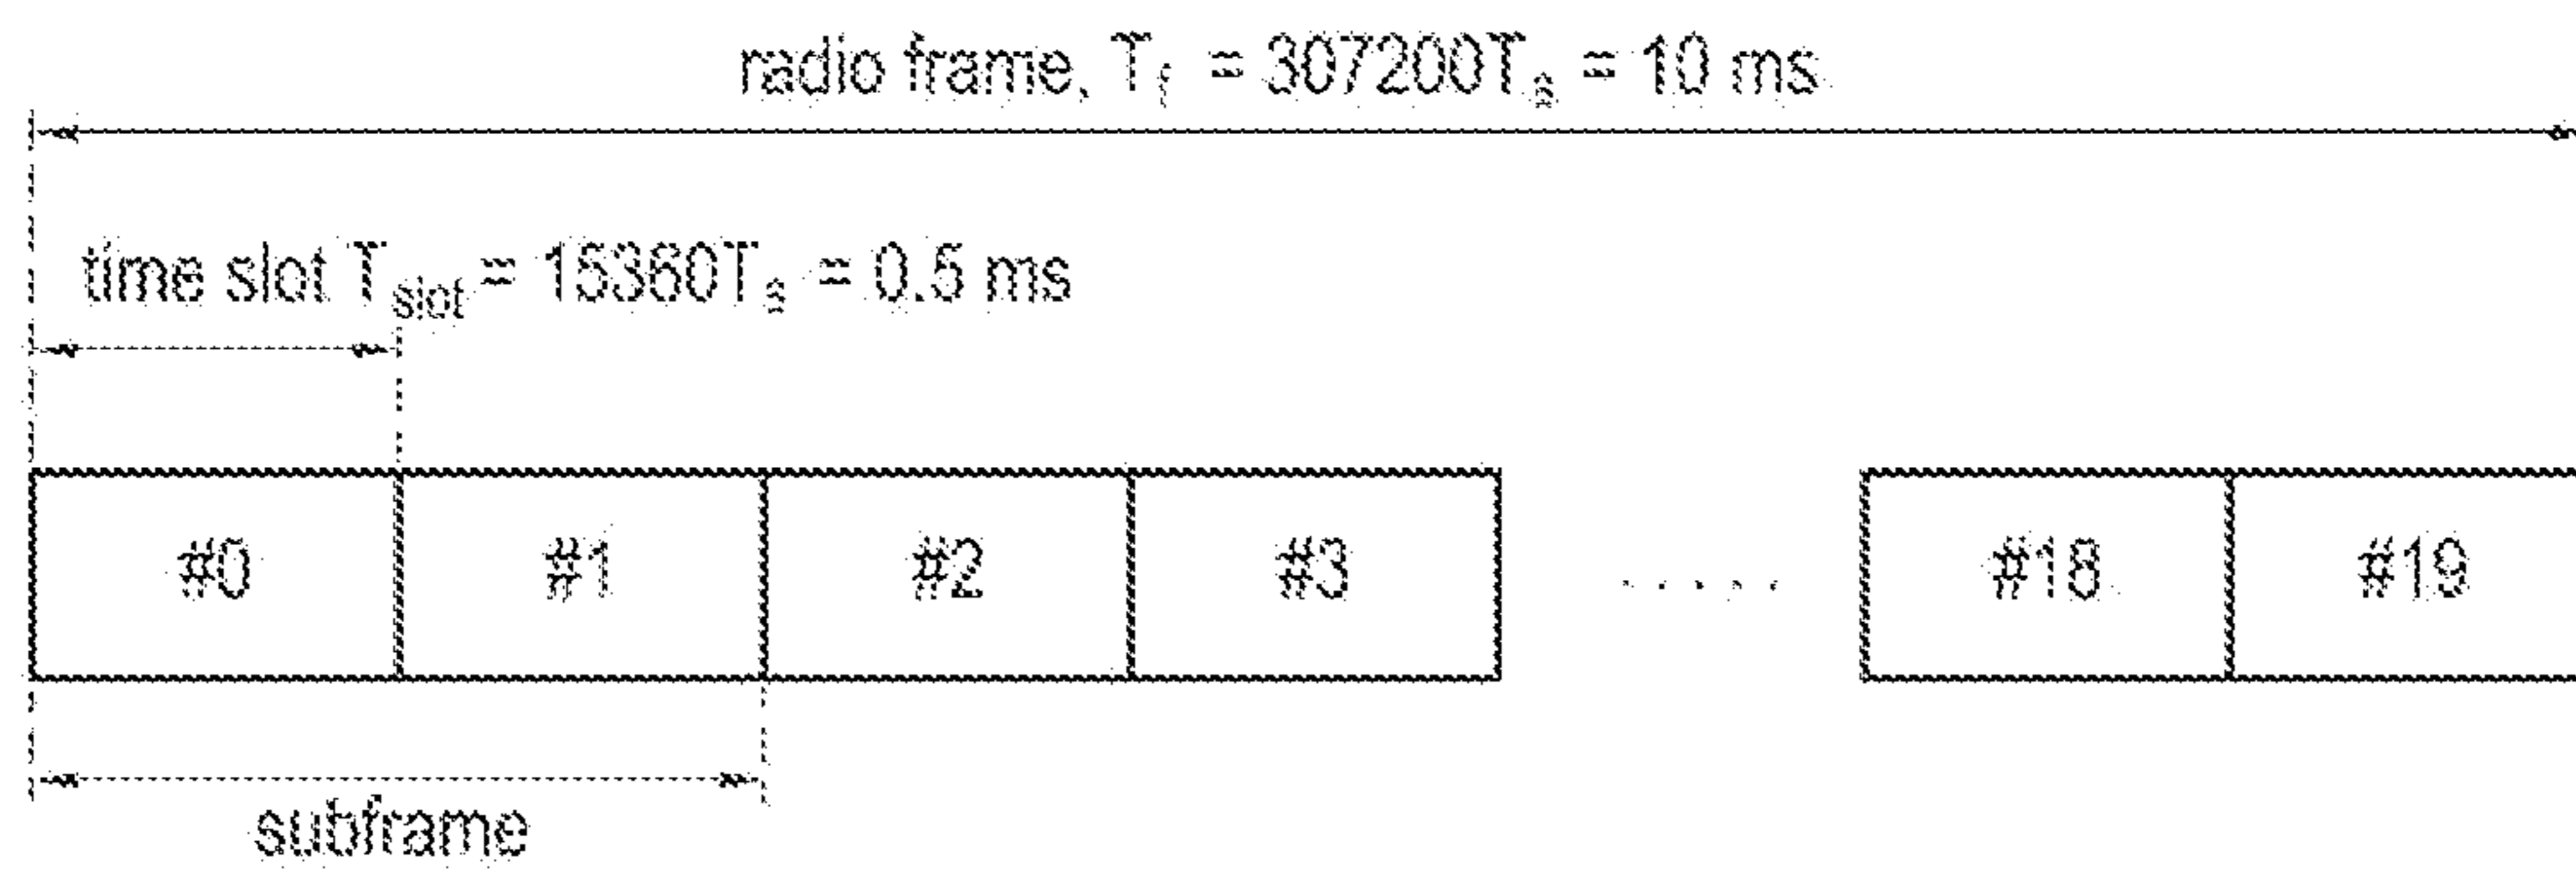 radio frame, Tf = 307200Ts = 10 ms
time slot Tslot = 15360Ts = 0.5 ms
#0 #1 #2 #3 ..... #18 #19
subframe